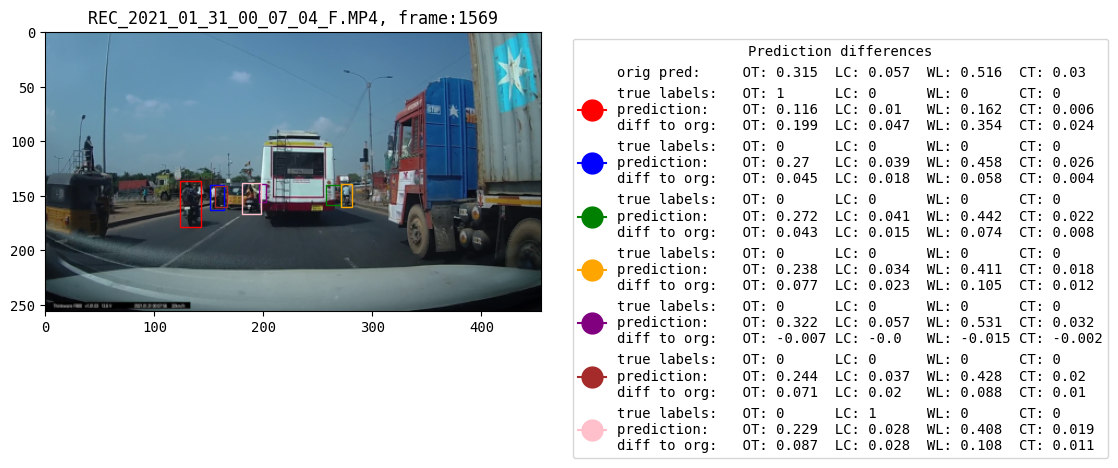 REC_2021_01_31_00_07_04_F.MP4, frame:1569
0
50
100
150
200
250
0 100 200 300 400
Prediction differences
orig pred: OT: 0.315 LC: 0.057 WL: 0.516 CT: 0.03
true labels: OT: 1 LC: 0 WL: 0 CT: 0
prediction: OT: 0.116 LC: 0.01 WL: 0.162 CT: 0.006
diff to org: OT: 0.199 LC: 0.047 WL: 0.354 CT: 0.024
true labels: OT: 0 LC: 0 WL: 0 CT: 0
prediction: OT: 0.27 LC: 0.039 WL: 0.458 CT: 0.026
diff to org: OT: 0.045 LC: 0.018 WL: 0.058 CT: 0.004
true labels: OT: 0 LC: 0 WL: 0 CT: 0
prediction: OT: 0.272 LC: 0.041 WL: 0.442 CT: 0.022
diff to org: OT: 0.043 LC: 0.015 WL: 0.074 CT: 0.008
true labels: OT: 0 LC: 0 WL: 0 CT: 0
prediction: OT: 0.238 LC: 0.034 WL: 0.411 CT: 0.018
diff to org: OT: 0.077 LC: 0.023 WL: 0.105 CT: 0.012
true labels: OT: 0 LC: 0 WL: 0 CT: 0
prediction: OT: 0.322 LC: 0.057 WL: 0.531 CT: 0.032
diff to org: OT: -0.007 LC: -0.0 WL: -0.015 CT: -0.002
true labels: OT: 0 LC: 0 WL: 0 CT: 0
prediction: OT: 0.244 LC: 0.037 WL: 0.428 CT: 0.02
diff to org: OT: 0.071 LC: 0.02 WL: 0.088 CT: 0.01
true labels: OT: 0 LC: 1 WL: 0 CT: 0
prediction: OT: 0.229 LC: 0.028 WL: 0.408 CT: 0.019
diff to org: OT: 0.087 LC: 0.028 WL: 0.108 CT: 0.011